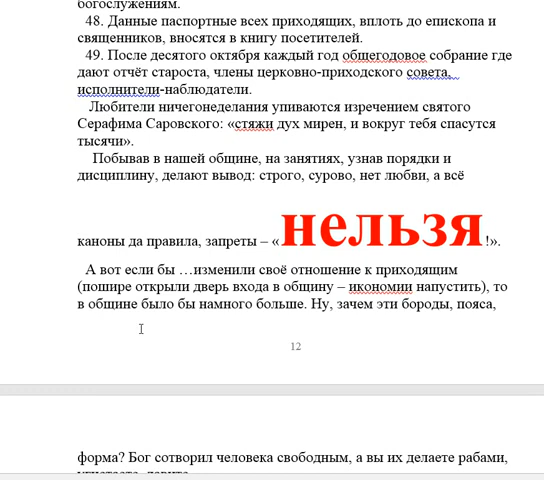 богослужениям.
48. Данные паспортные всех приходящих, вплоть до епископа и
священников, вносятся в книгу посетителей.
49. После десятого октября каждый год общегодовое собрание где
дают отчёт староста, члены церковно-приходского совета,
исполнители-наблюдатели.
Любители ничегонеделания упиваются изречением святого
Серафима Саровского: «стяжи дух мирен, и вокруг тебя спасутся
тысячи».
Побывав в нашей общине, на занятиях, узнав порядки и
дисциплину, делают вывод: строго, сурово, нет любви, а всё
каноны да правила, запреты – «нельзя!».
А вот если бы …изменили своё отношение к приходящим
(пошире открыли дверь входа в общину – икономии напустить), то
в общине было бы намного больше. Ну, зачем эти бороды, пояса,
12
форма? Бог сотворил человека свободным, а вы их делаете рабами,